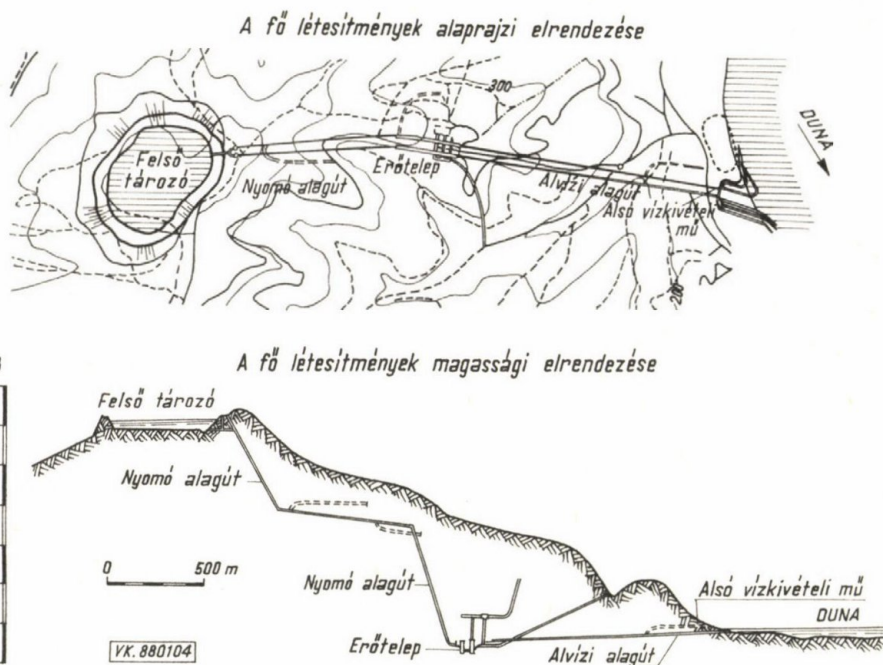 A fő létesítmények alaprajzi elrendezése
300
DUNA
Felső
tározó
Nyomó alagút
Erőtelep
Alvízi alagút
Alsó vízkivételi
mű
200
A fő létesítmények magassági elrendezése
Felső tározó
Nyomó alagút
0 500 m
Nyomó alagút
Alsó vízkivételi mű
DUNA
VK. 880104
Erőtelep
Alvízi alagút